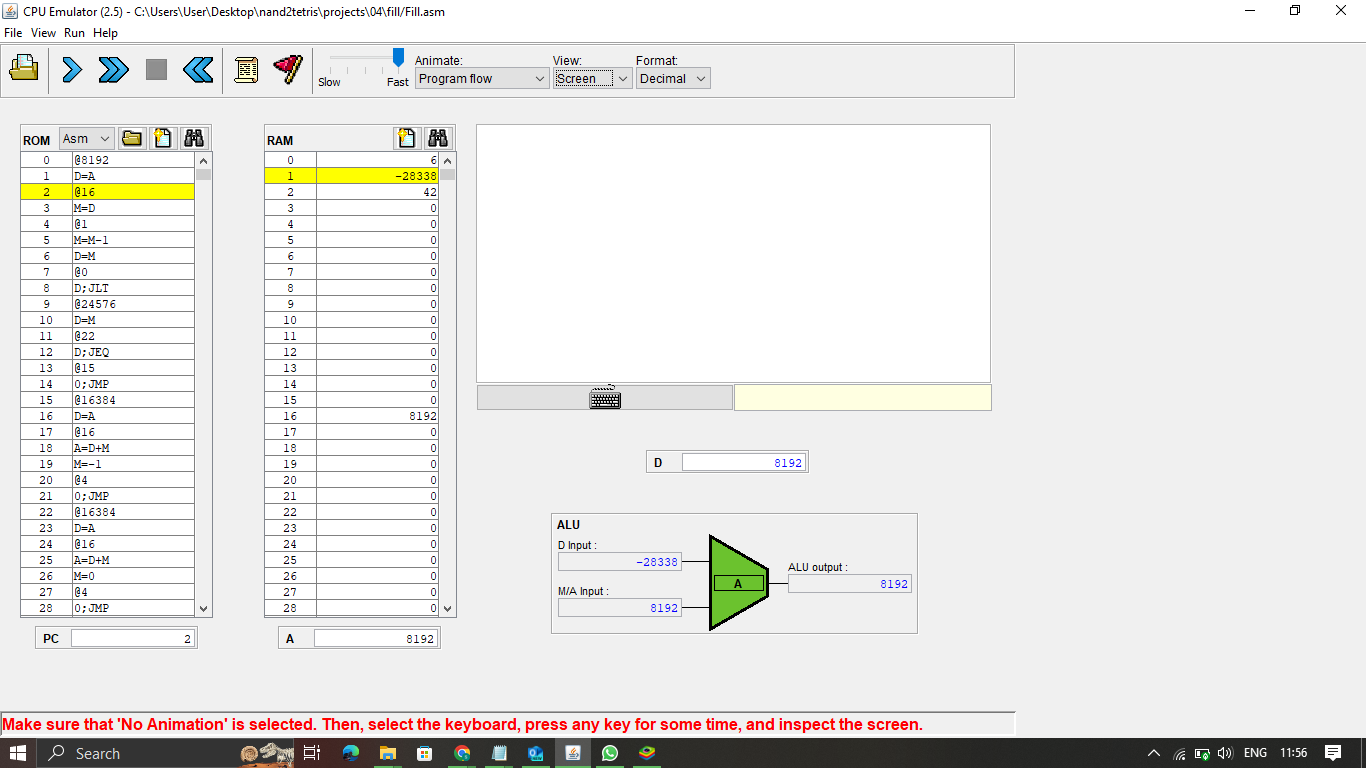 CPU Emulator (2.5) - C:\Users\User\Desktop\nand2tetris\projects\04\fill/Fill.asm
File View Run Help
Slow Fast
Animate:
Program flow
View:
Screen
Format:
Decimal
ROM Asm
0 @8192
1 D=A
2 @16
3 M=D
4 @1
5 M=M-1
6 D=M
7 @0
8 D;JLT
9 @24576
10 D=M
11 @22
12 D;JEQ
13 @15
14 0;JMP
15 @16384
16 D=A
17 @16
18 A=D+M
19 M=-1
20 @4
21 0;JMP
22 @16384
23 D=A
24 @16
25 A=D+M
26 M=0
27 @4
28 0;JMP
PC 2
RAM
0 6
1 -28338
2 42
3 0
4 0
5 0
6 0
7 0
8 0
9 0
10 0
11 0
12 0
13 0
14 0
15 0
16 8192
17 0
18 0
19 0
20 0
21 0
22 0
23 0
24 0
25 0
26 0
27 0
28 0
A 8192
D 8192
ALU
D Input :
-28338
M/A Input :
8192
A
ALU output :
8192
Make sure that 'No Animation' is selected. Then, select the keyboard, press any key for some time, and inspect the screen.
Search
ENG 11:56